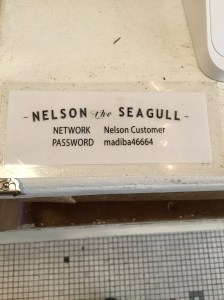 - NELSON the SEAGULL -
NETWORK Nelson Customer
PASSWORD madiba46664